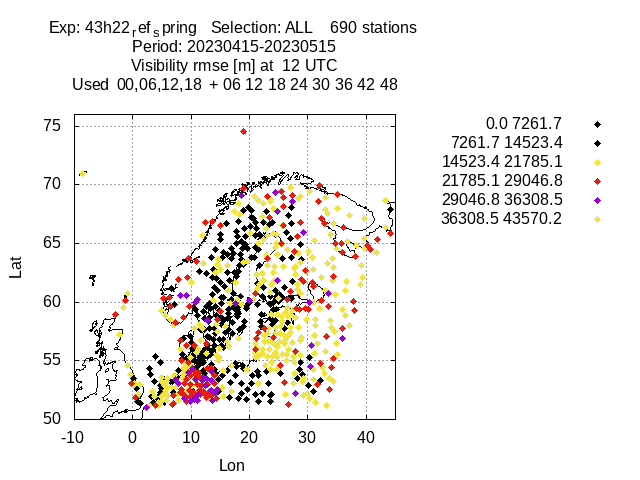 Exp: 43h22ref spring Selection: ALL 690 stations
Period: 20230415-20230515
Visibility rmse [m] at 12 UTC
Used 00,06,12,18 + 06 12 18 24 30 36 42 48
0.0 7261.7
7261.7 14523.4
14523.4 21785.1
21785.1 29046.8
29046.8 36308.5
36308.5 43570.2
75
70
65
60
55
50
Lat
-10 0 10 20 30 40
Lon